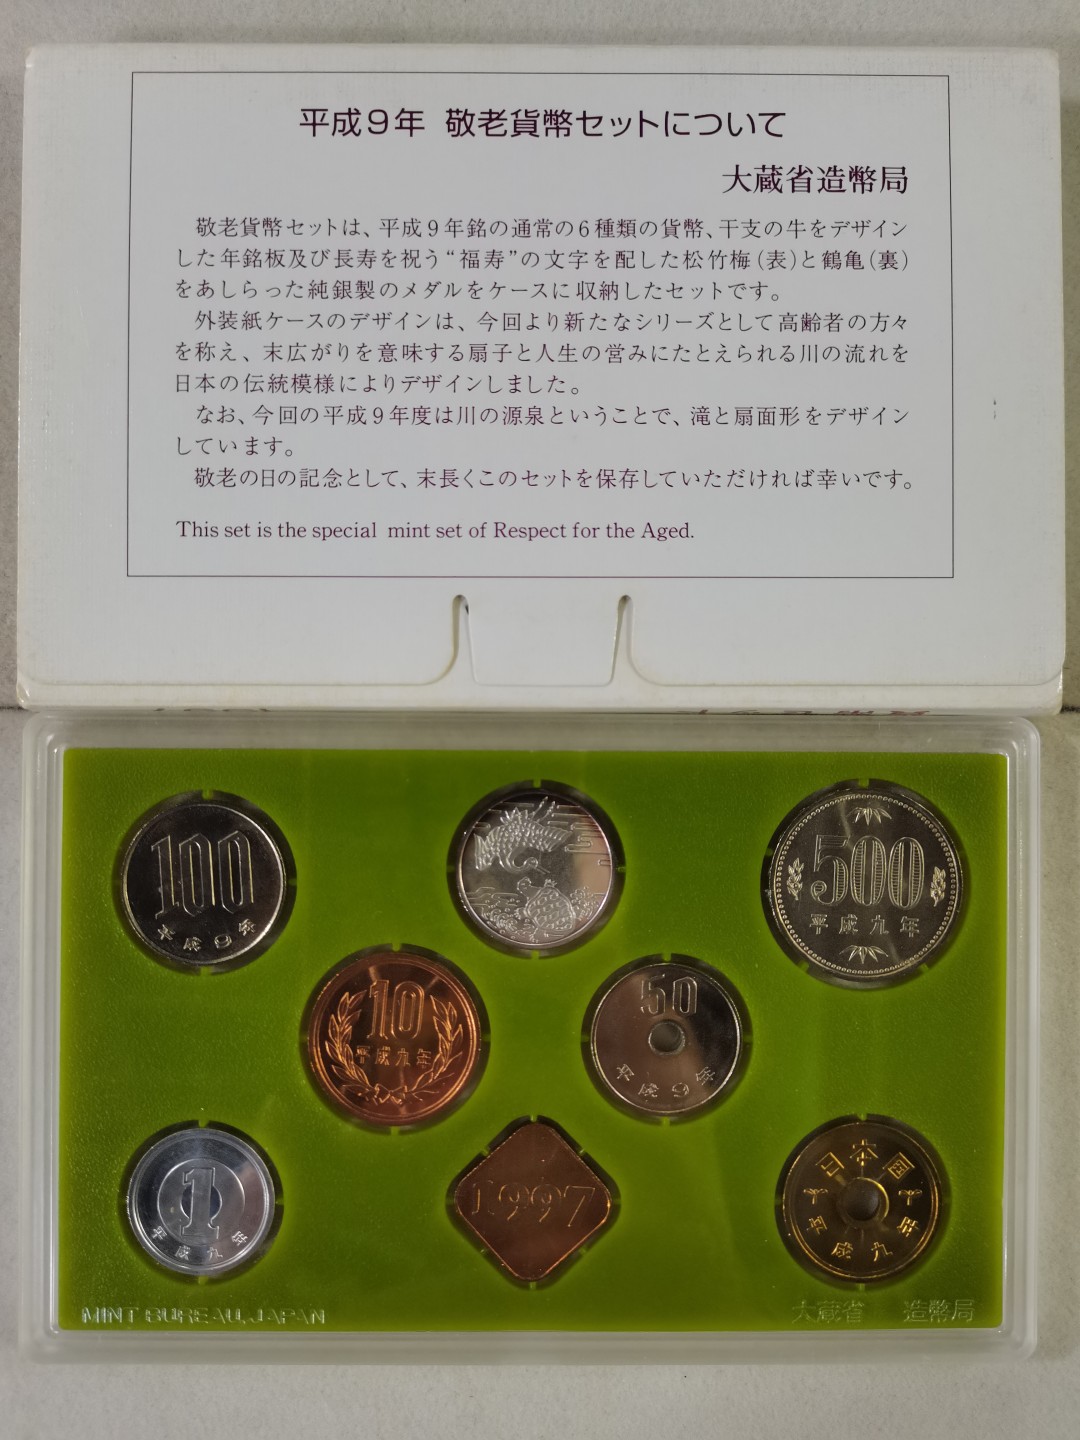 平成9年 敬老貨幣セットについて
大蔵省造幣局
敬老貨幣セットは、平成9年銘の通常の6種類の貨幣、干支の牛をデザイン
した年銘板及び長寿を祝う“福寿”の文字を配した松竹梅(表)と鶴亀(裏)
をあしらった純銀製のメダルをケースに収納したセットです。
外装紙ケースのデザインは、今回より新たなシリーズとして高齢者の方々
を称え、末広がりを意味する扇子と人生の営みにたとえられる川の流れを
日本の伝統模様によりデザインしました。
なお、今回の平成9年度は川の源泉ということで、滝と扇面形をデザイン
しています。
敬老の日の記念として、末長くこのセットを保存していただければ幸いです。
This set is the special mint set of Respect for the Aged.
100
平成9年
500
平成九年
10
平成九年
50
平成9年
1
平成九年
1997
日本国
平成九年
MINT BUREAU, JAPAN
大蔵省 造幣局